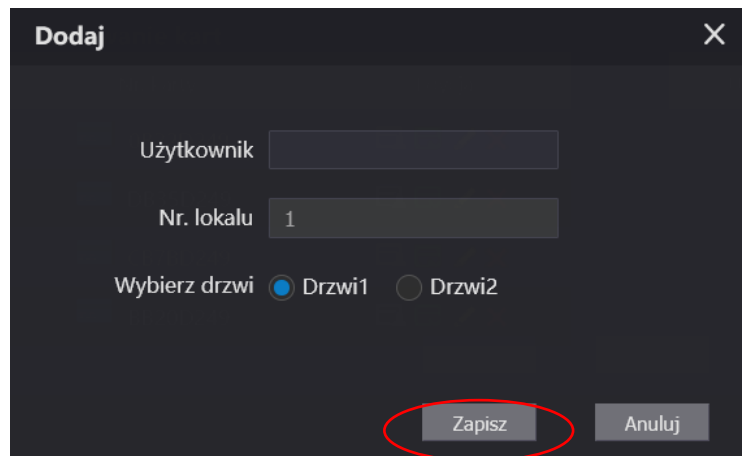 Dodaj
Użytkownik
Nr. lokalu 1
Wybierz drzwi Drzwi1 Drzwi2
Zapisz Anuluj